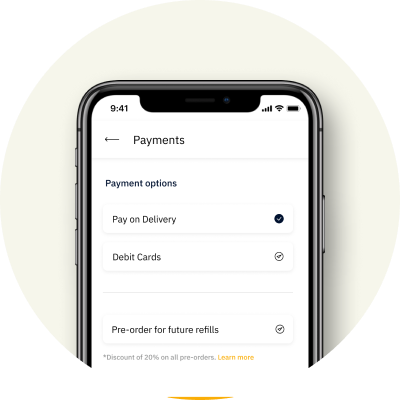 9:41
Payments
Payment options
Pay on Delivery
Debit Cards
Pre-order for future refills
*Discount of 20% on all pre-orders. Learn more